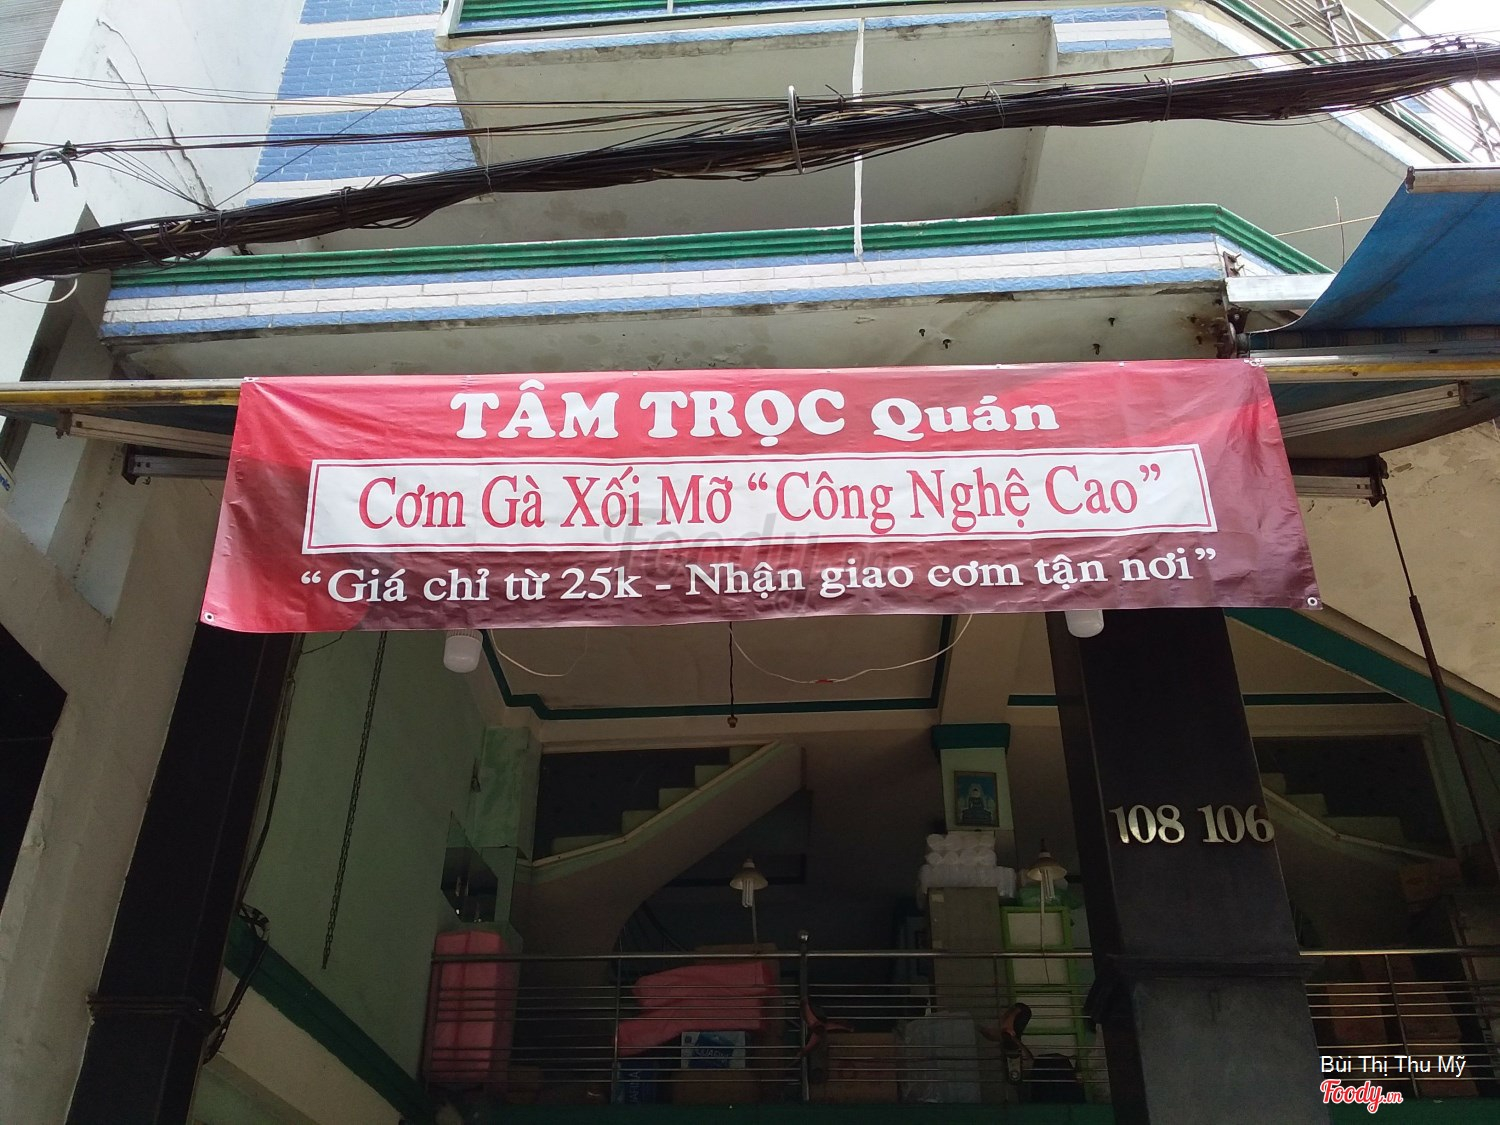 TÂM TRỌC Quán
Cơm Gà Xối Mỡ “Công Nghệ Cao”
“Giá chỉ từ 25k - Nhận giao cơm tận nơi”
108 106
Bùi Thị Thu Mỹ
Foody.vn